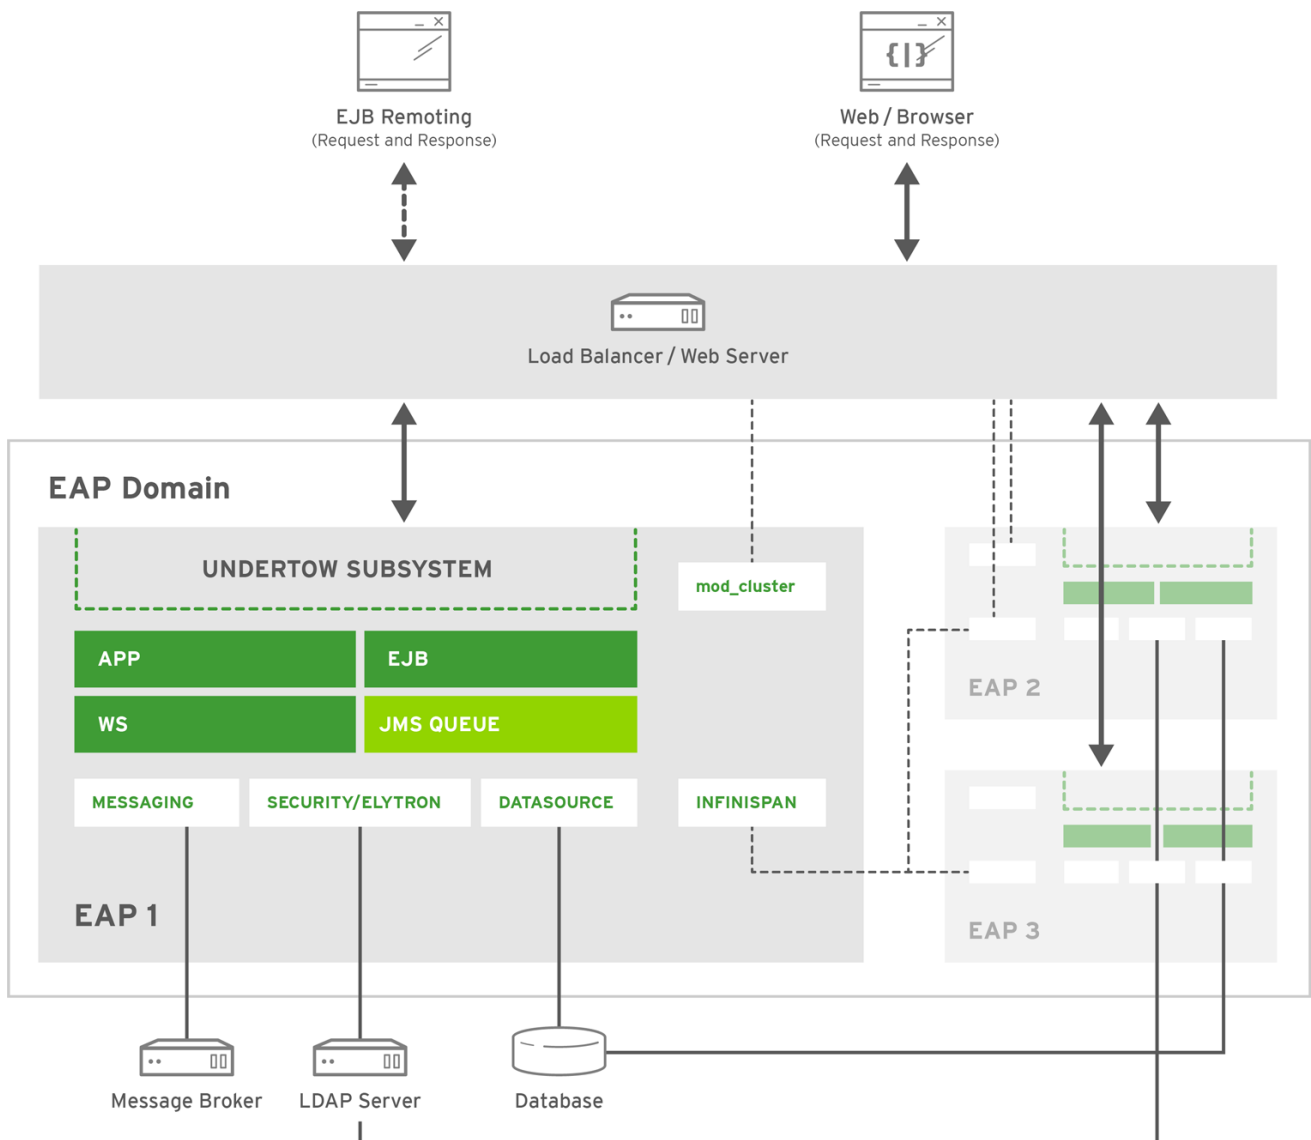 EJB Remoting
(Request and Response)
Web / Browser
(Request and Response)
{|}
Load Balancer / Web Server
EAP Domain
UNDERTOW SUBSYSTEM
mod_cluster
APP
EJB
WS
JMS QUEUE
MESSAGING
SECURITY/ELYTRON
DATASOURCE
INFINISPAN
EAP 1
EAP 2
EAP 3
Message Broker
LDAP Server
Database